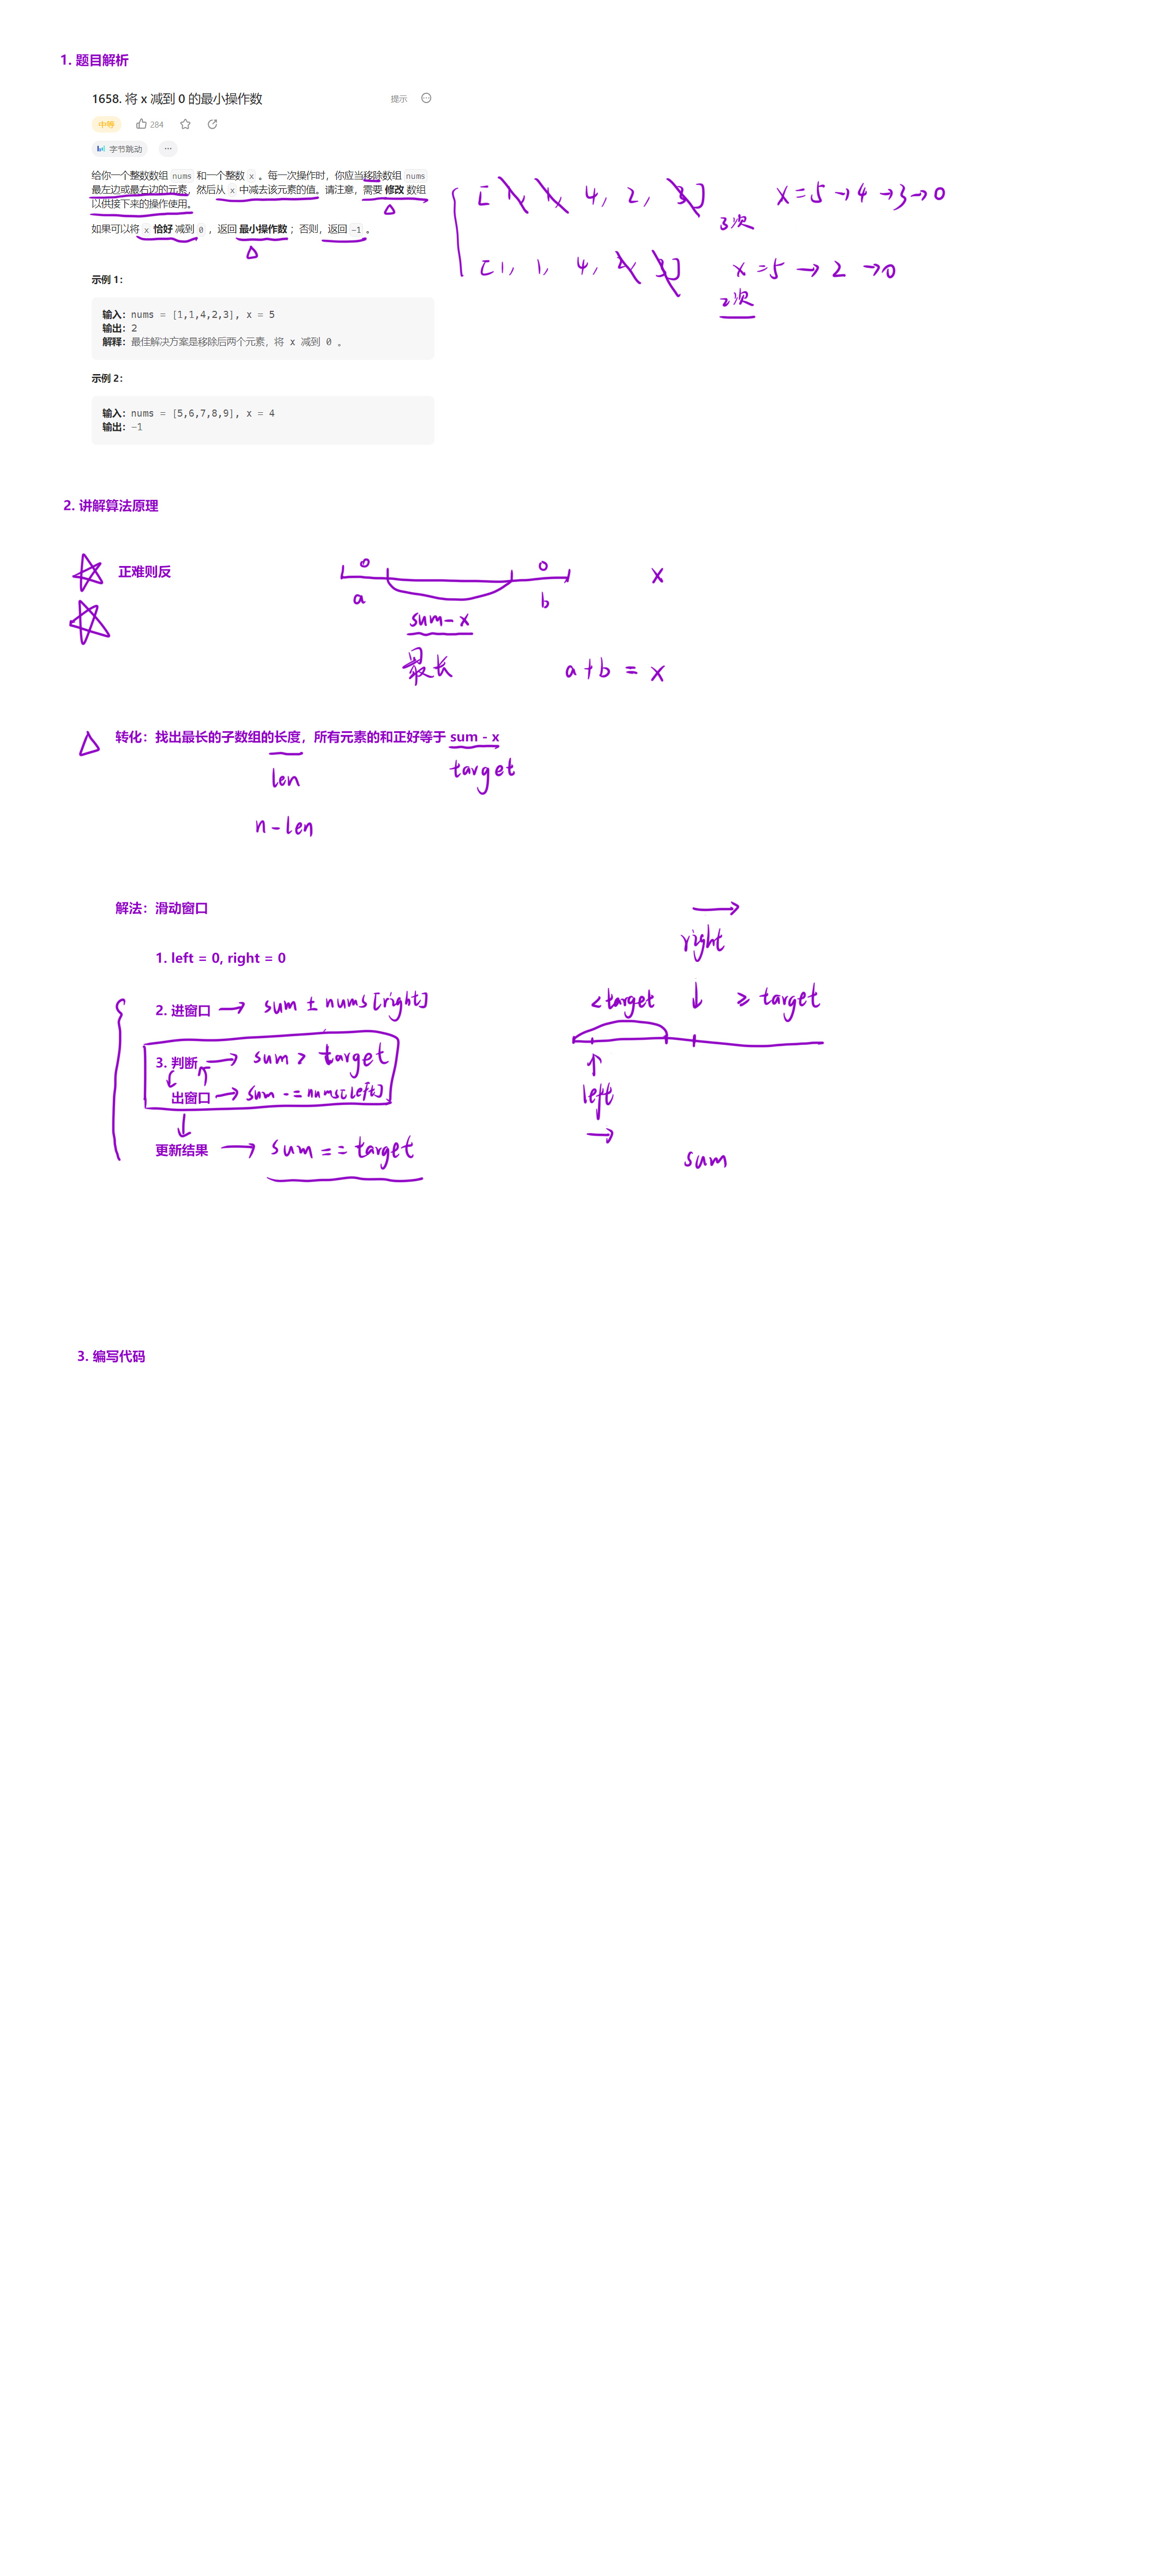 1. 题目解析
1658. 将 x 减到 0 的最小操作数 提示
中等 284
字节跳动 ...
给你一个整数数组 nums 和一个整数 x 。每一次操作时，你应当移除数组 nums
最左边或最右边的元素，然后从 x 中减去该元素的值。请注意，需要 修改 数组
以供接下来的操作使用。
如果可以将 x 恰好 减到 0 ，返回 最小操作数 ；否则，返回 -1 。
[1, 1, 4, 2, 3] x=5→4→3→0
3次
[1, 1, 4, 2, 3] x=5→2→0
2次
示例 1：
输入：nums = [1,1,4,2,3], x = 5
输出：2
解释：最佳解决方案是移除后两个元素，将 x 减到 0 。
示例 2：
输入：nums = [5,6,7,8,9], x = 4
输出：-1
2. 讲解算法原理
正难则反
0 0 x
a b
sum-x
最长 a+b = x
转化：找出最长的子数组的长度，所有元素的和正好等于 sum - x
len target
n-len
解法：滑动窗口
right
1. left = 0, right = 0
2. 进窗口 → sum += nums[right]
<target ↓ ≥ target
3. 判断 → sum > target
出窗口 → sum -= nums[left]
left
更新结果 → sum == target
sum
3. 编写代码